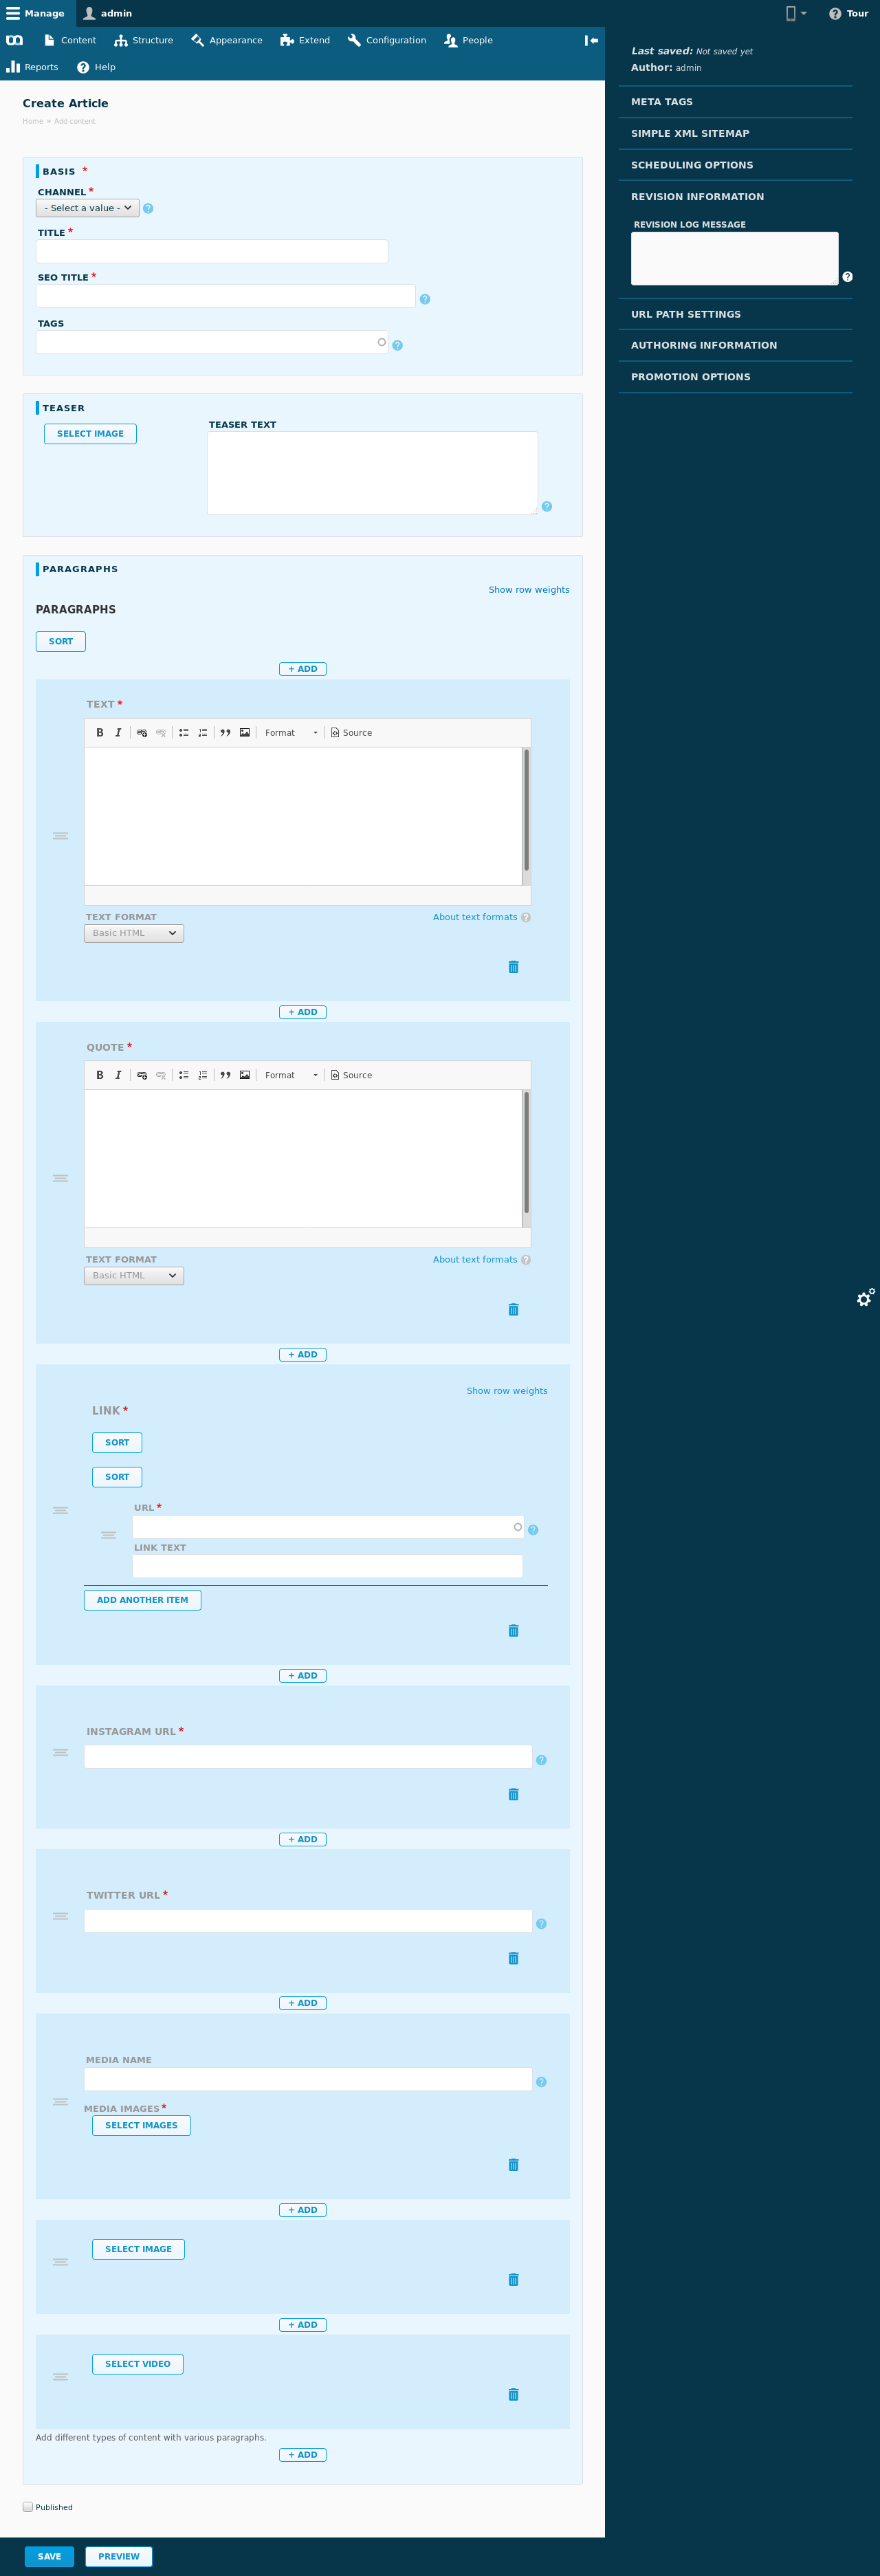 Manage admin Tour
Content Structure Appearance Extend Configuration People
Reports Help
Create Article
Home » Add content
BASIS *
CHANNEL *
- Select a value -
TITLE *
SEO TITLE *
TAGS
TEASER
SELECT IMAGE
TEASER TEXT
PARAGRAPHS
Show row weights
PARAGRAPHS
SORT
+ ADD
TEXT *
B I Format Source
TEXT FORMAT About text formats
Basic HTML
+ ADD
QUOTE *
B I Format Source
TEXT FORMAT About text formats
Basic HTML
+ ADD
Show row weights
LINK *
SORT
SORT
URL *
LINK TEXT
ADD ANOTHER ITEM
+ ADD
INSTAGRAM URL *
+ ADD
TWITTER URL *
+ ADD
MEDIA NAME
MEDIA IMAGES *
SELECT IMAGES
+ ADD
SELECT IMAGE
+ ADD
SELECT VIDEO
Add different types of content with various paragraphs.
+ ADD
Published
SAVE PREVIEW
Last saved: Not saved yet
Author: admin
META TAGS
SIMPLE XML SITEMAP
SCHEDULING OPTIONS
REVISION INFORMATION
REVISION LOG MESSAGE
URL PATH SETTINGS
AUTHORING INFORMATION
PROMOTION OPTIONS